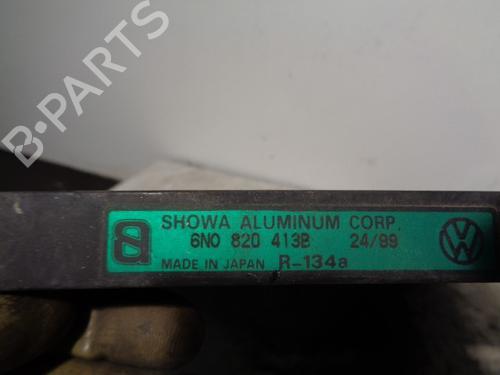 B-PARTS
SHOWA ALUMINUM CORP.
6N0 820 413B 24/99
MADE IN JAPAN R-134a